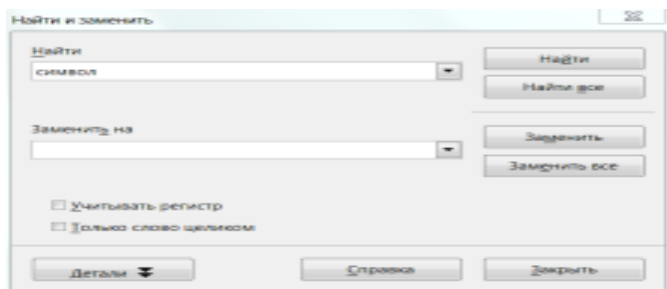 Найти и заменить
Найти
символ
Найти
Найти все
Заменить на
Заменить
Заменить все
Учитывать регистр
Только слово целиком
Детали
Справка
Закрыть